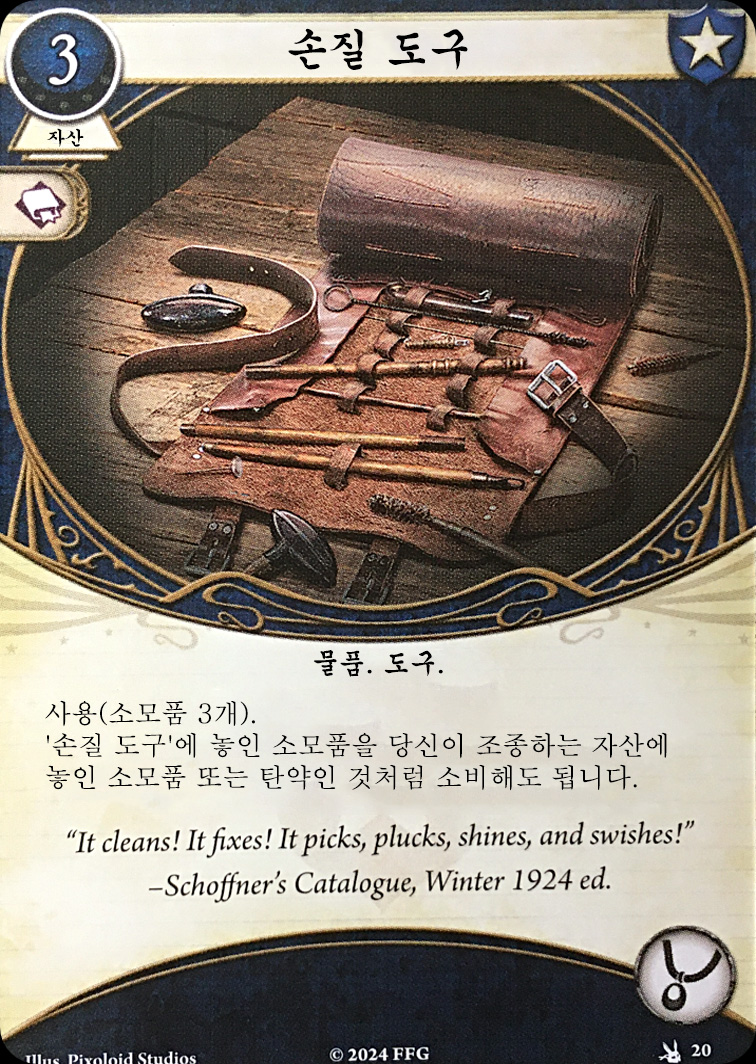 3
손질 도구
자산
물품. 도구.
사용(소모품 3개).
'손질 도구'에 놓인 소모품을 당신이 조종하는 자산에
놓인 소모품 또는 탄약인 것처럼 소비해도 됩니다.
“It cleans! It fixes! It picks, plucks, shines, and swishes!”
–Schoffner’s Catalogue, Winter 1924 ed.
Illus. Pixoloid Studios
© 2024 FFG
20